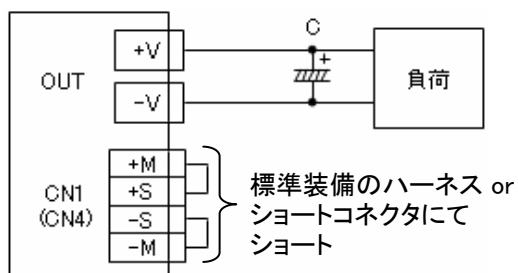 C
+V
+
OUT
負荷
-V
+M
+S
CN1
(CN4)
-S
-M
標準装備のハーネス or
ショートコネクタにて
ショート